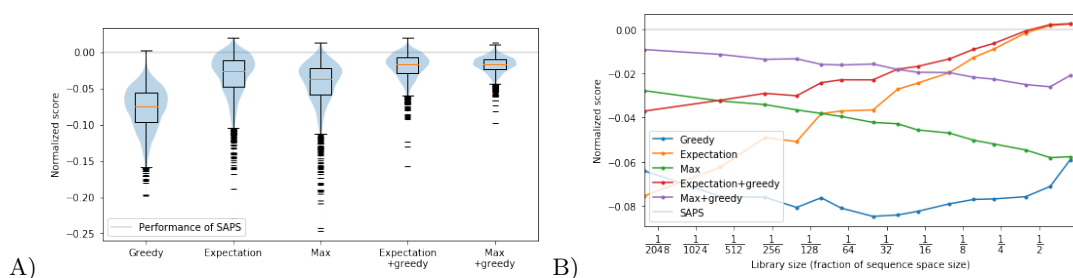 A)
Normalized score
0.00
−0.05
−0.10
−0.15
−0.20
−0.25
Performance of SAPS
Greedy
Expectation
Max
Expectation
+greedy
Max
+greedy
B)
Normalized score
0.00
−0.02
−0.04
−0.06
−0.08
Greedy
Expectation
Max
Expectation+greedy
Max+greedy
SAPS
1/2048 1/1024 1/512 1/256 1/128 1/64 1/32 1/16 1/8 1/4 1/2
Library size (fraction of sequence space size)